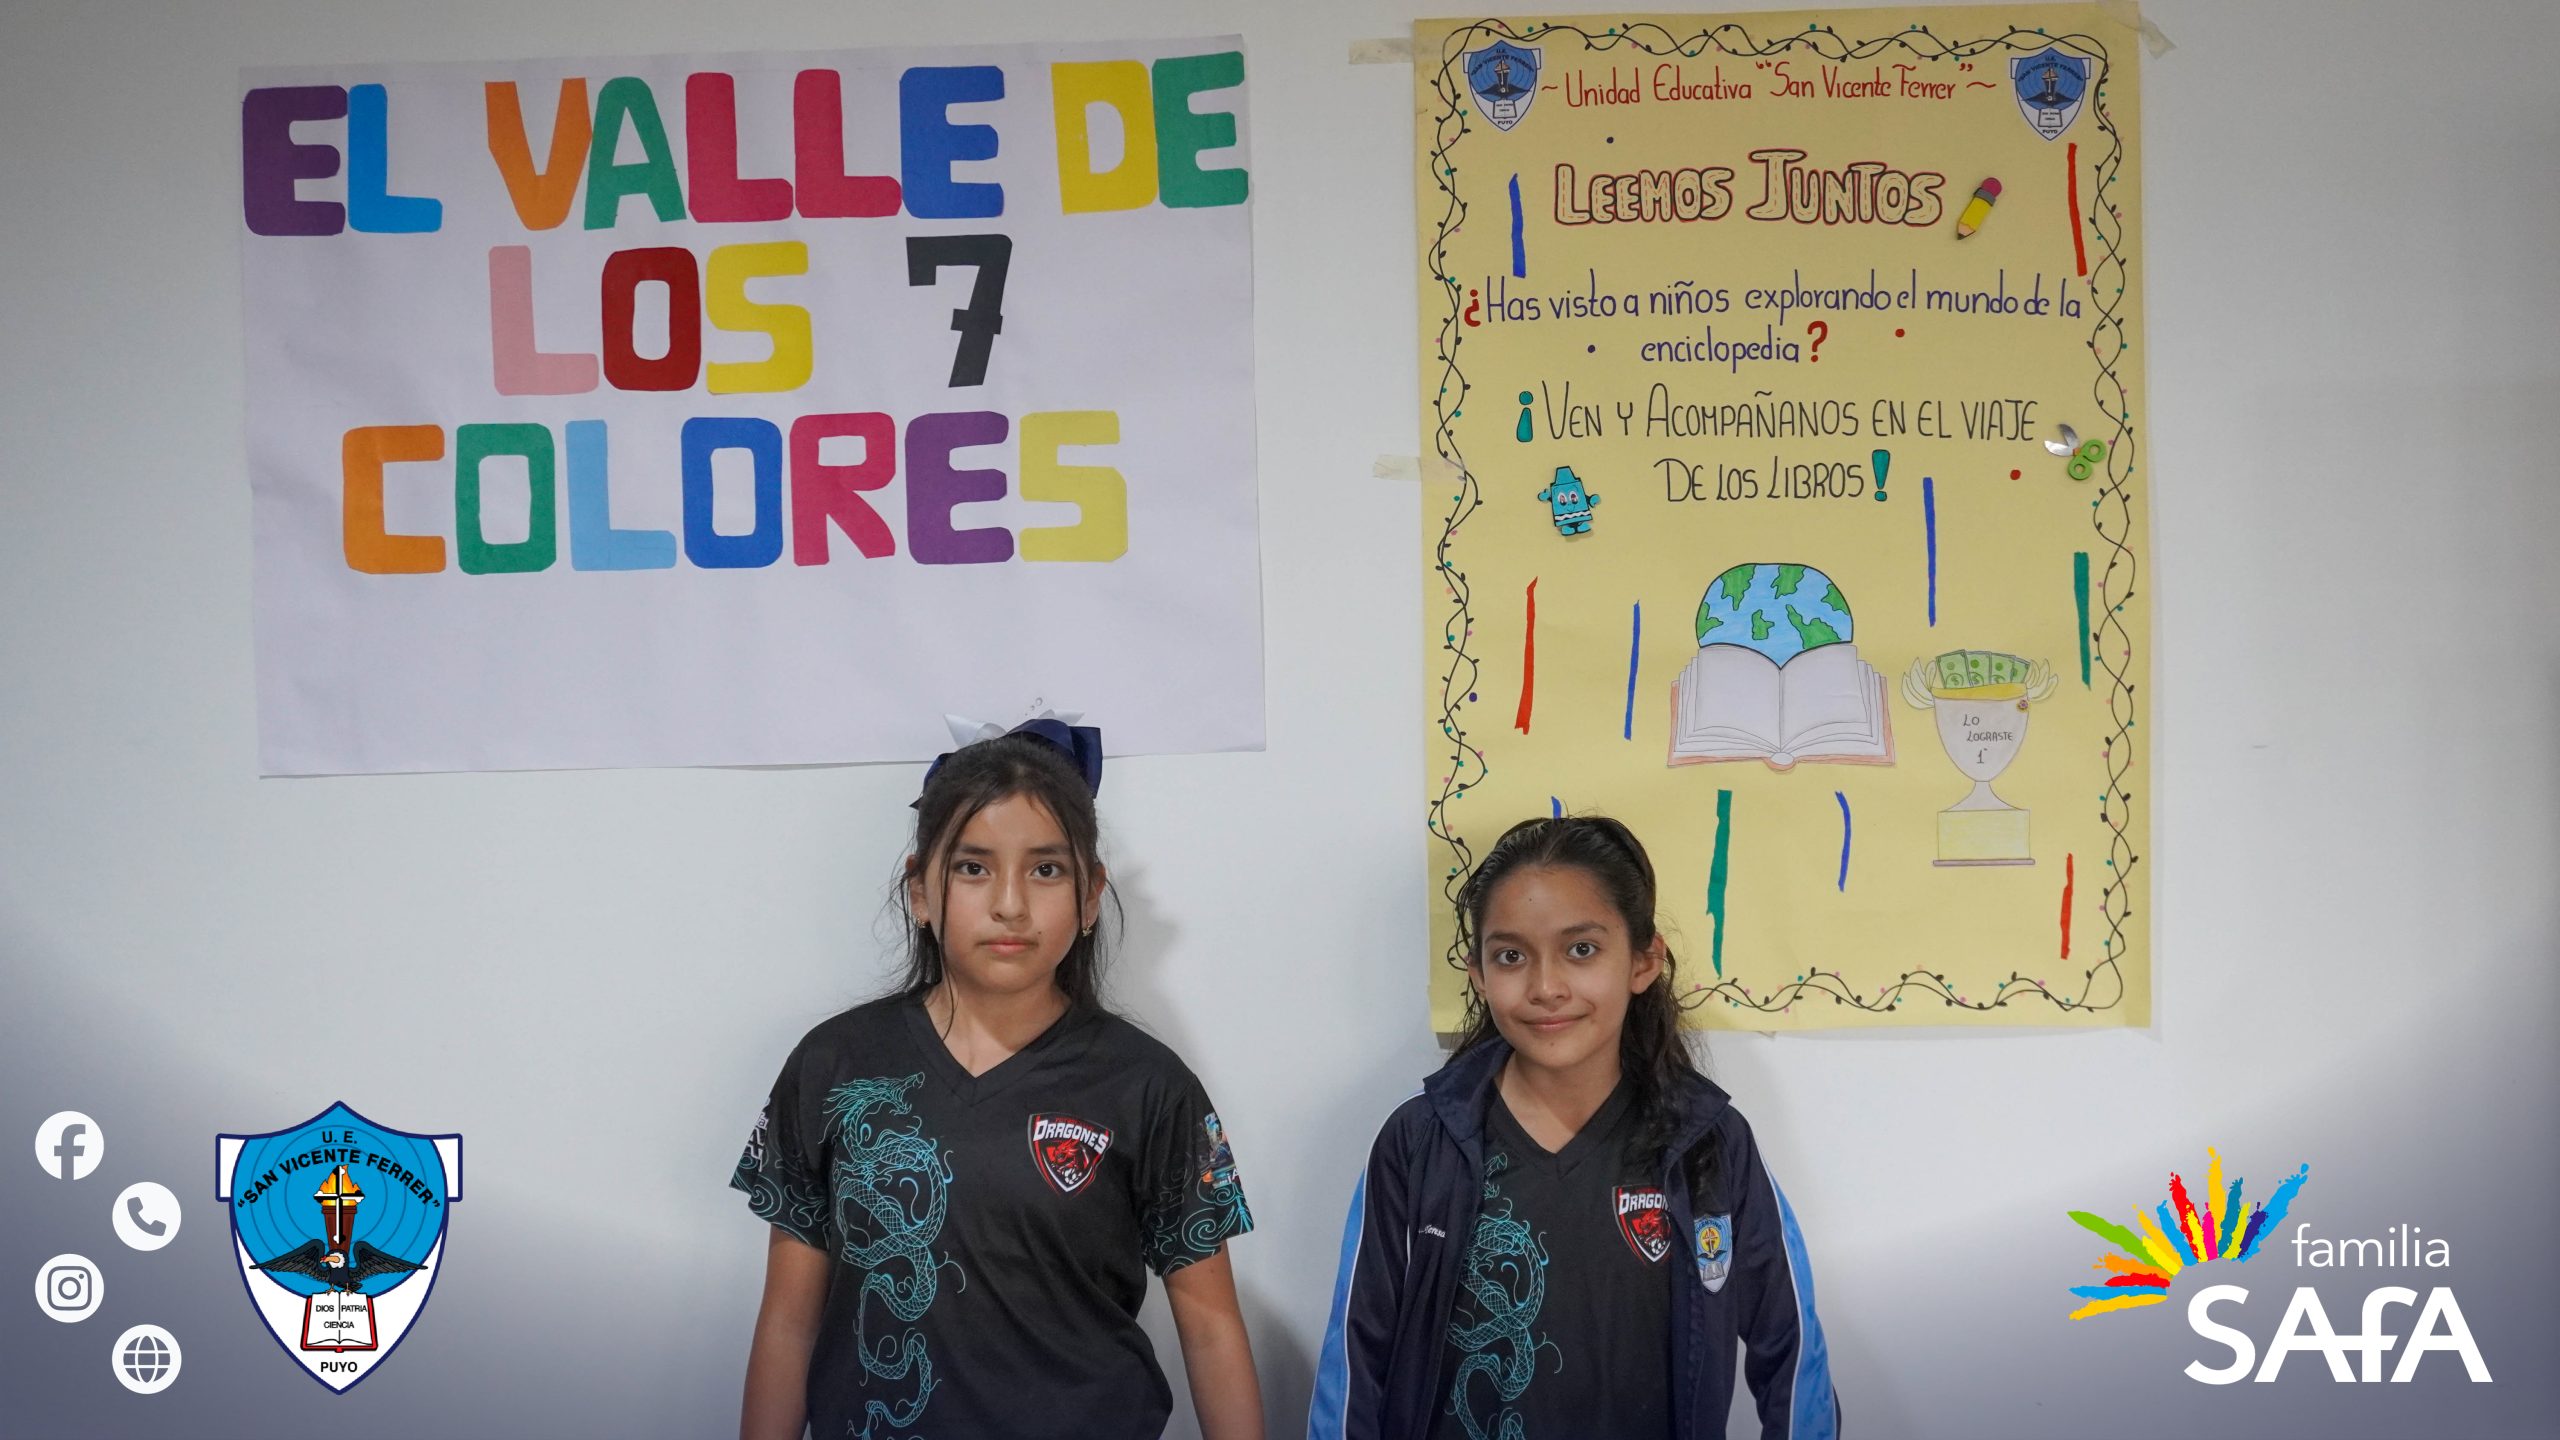 EL VALLE DE
LOS 7
COLORES
U.E.
"SAN VICENTE FERRER"
PUYO
~ Unidad Educativa "San Vicente Ferrer" ~
U.E.
"SAN VICENTE FERRER"
PUYO
LEEMOS JUNTOS
¿Has visto a niños explorando el mundo de la
enciclopedia?
¡VEN Y ACOMPAÑANOS EN EL VIAJE
DE LOS LIBROS!
LO
LOGRASTE
1°
DRAGONES
U. E.
"SAN VICENTE FERRER"
DIOS PATRIA
CIENCIA
PUYO
familia
SAfA